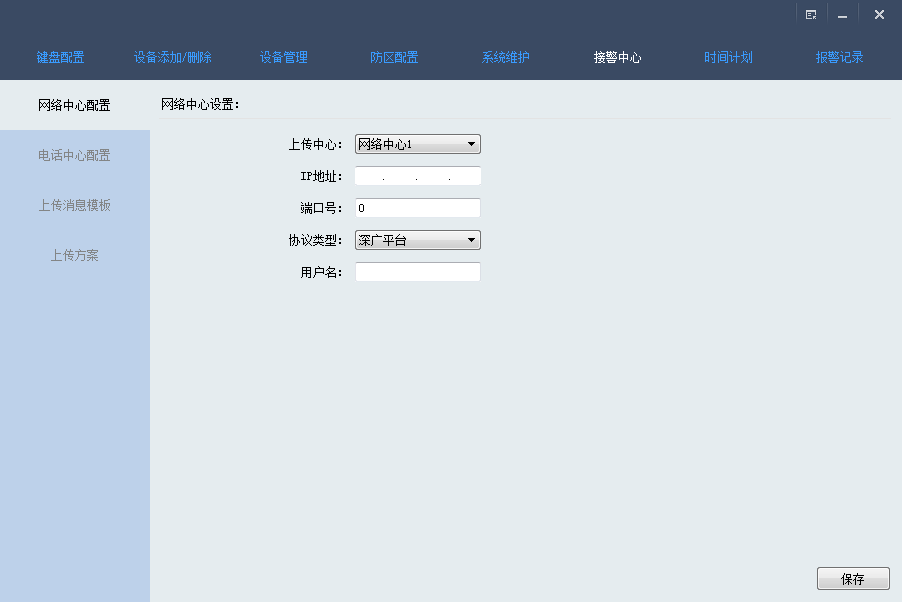 键盘配置 设备添加/删除 设备管理 防区配置 系统维护 接警中心 时间计划 报警记录
网络中心配置
电话中心配置
上传消息模板
上传方案
网络中心设置：
上传中心： 网络中心1
IP地址： . . .
端口号： 0
协议类型： 深广平台
用户名：
保存